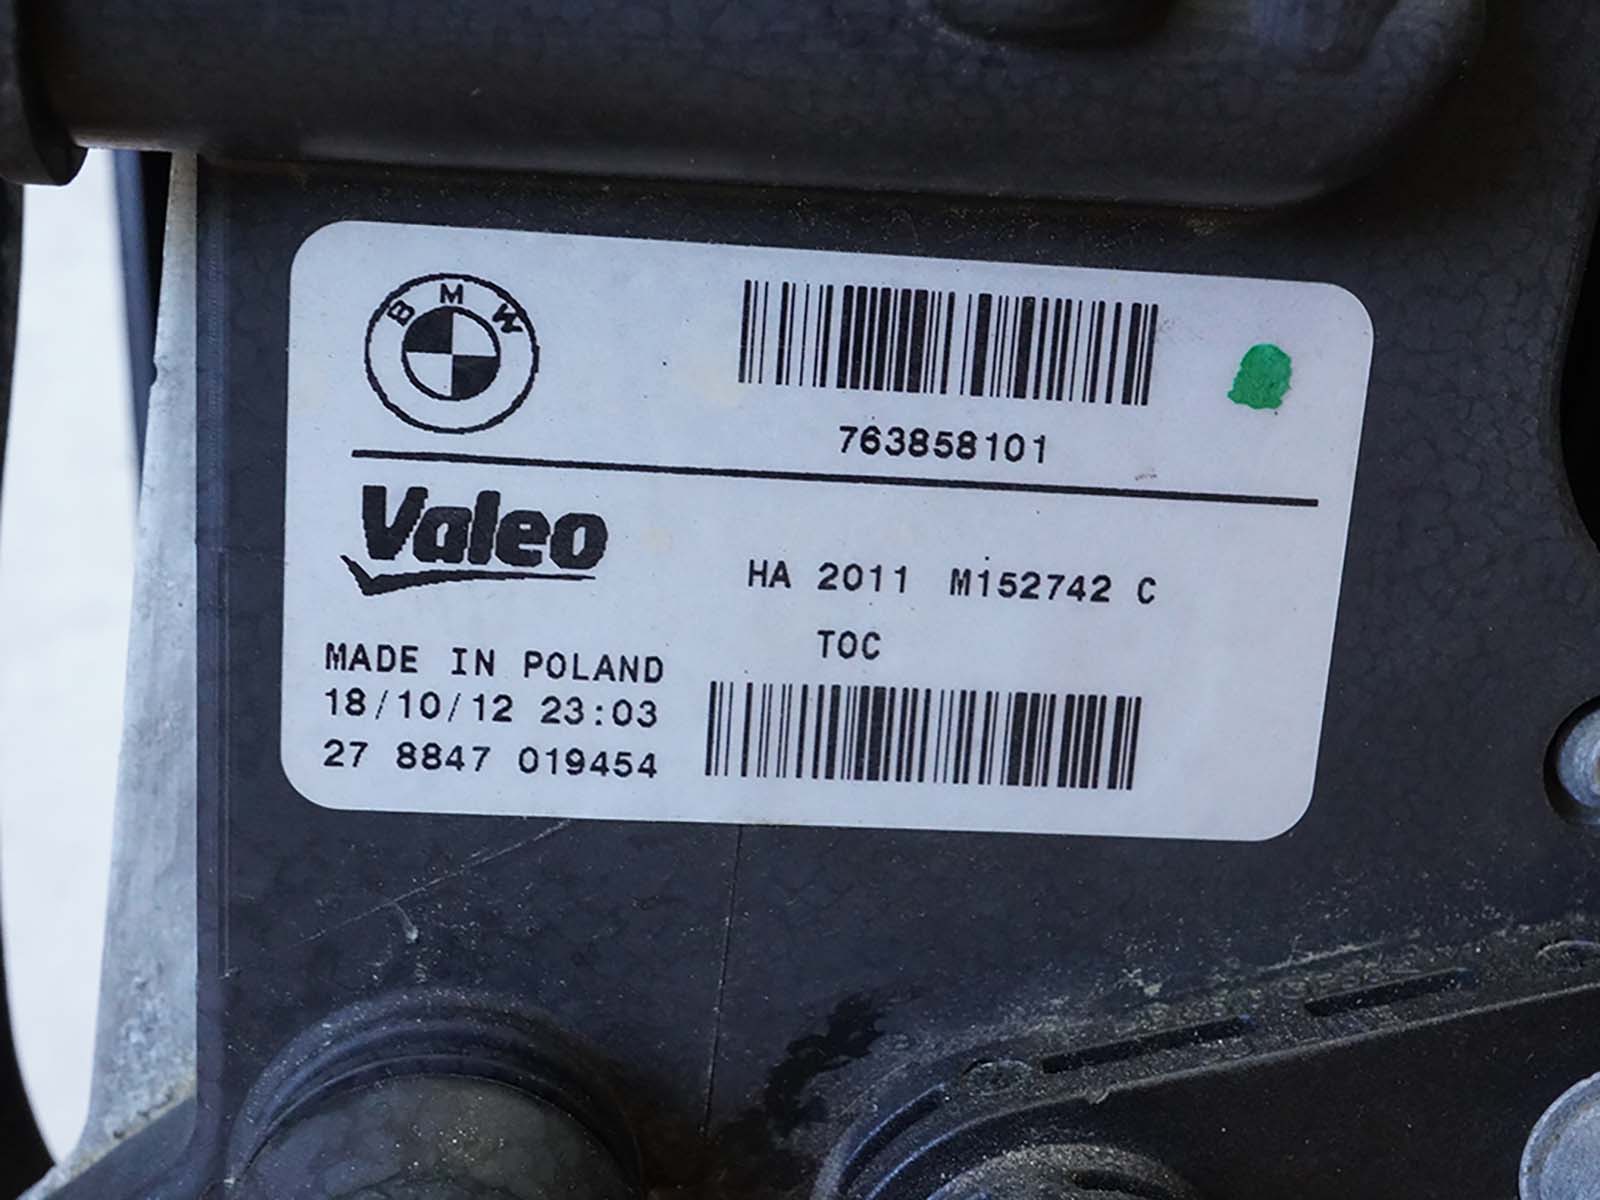 BMW
763858101
Valeo
HA 2011 M152742 C
TOC
MADE IN POLAND
18/10/12 23:03
27 8847 019454